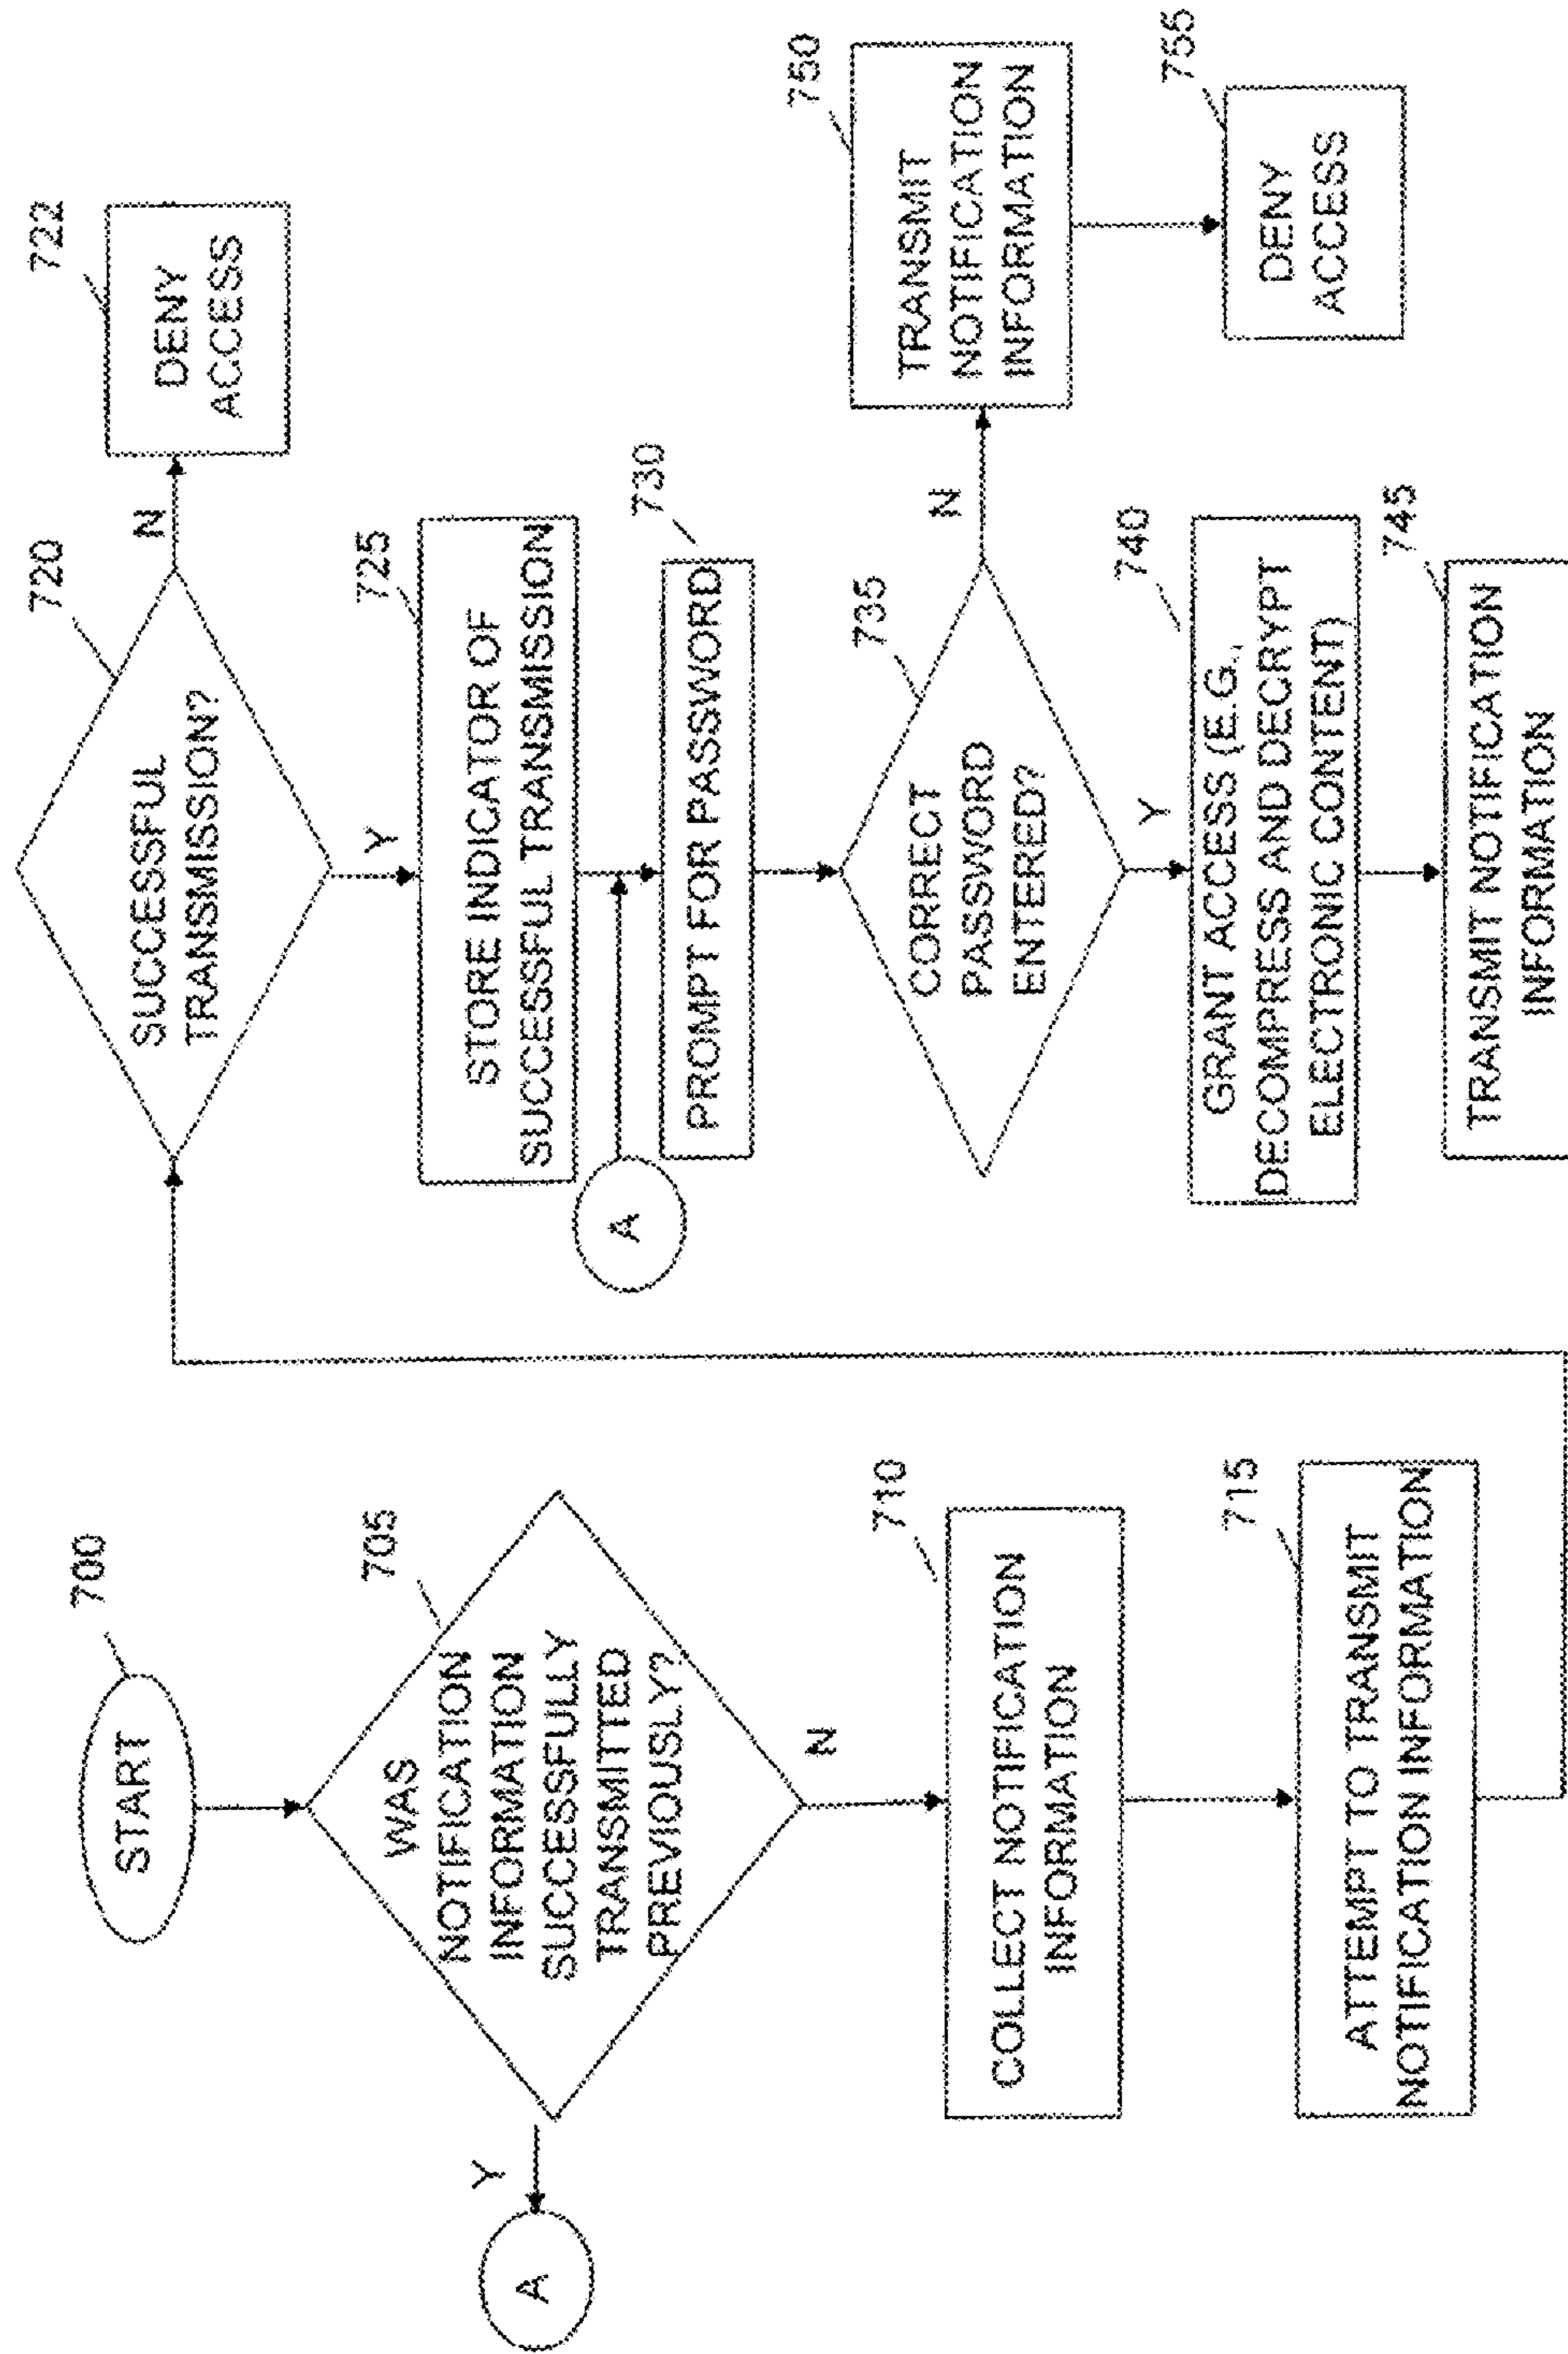 700
START
705
WAS
NOTIFICATION
INFORMATION
SUCCESSFULLY
TRANSMITTED
PREVIOUSLY?
Y
A
N
710
COLLECT NOTIFICATION
INFORMATION
715
ATTEMPT TO TRANSMIT
NOTIFICATION INFORMATION
720
SUCCESSFUL
TRANSMISSION?
N
722
DENY
ACCESS
Y
725
STORE INDICATOR OF
SUCCESSFUL TRANSMISSION
A
730
PROMPT FOR PASSWORD
735
CORRECT
PASSWORD
ENTERED?
N
750
TRANSMIT
NOTIFICATION
INFORMATION
755
DENY
ACCESS
Y
740
GRANT ACCESS (E.G.,
DECOMPRESS AND DECRYPT
ELECTRONIC CONTENT)
745
TRANSMIT NOTIFICATION
INFORMATION